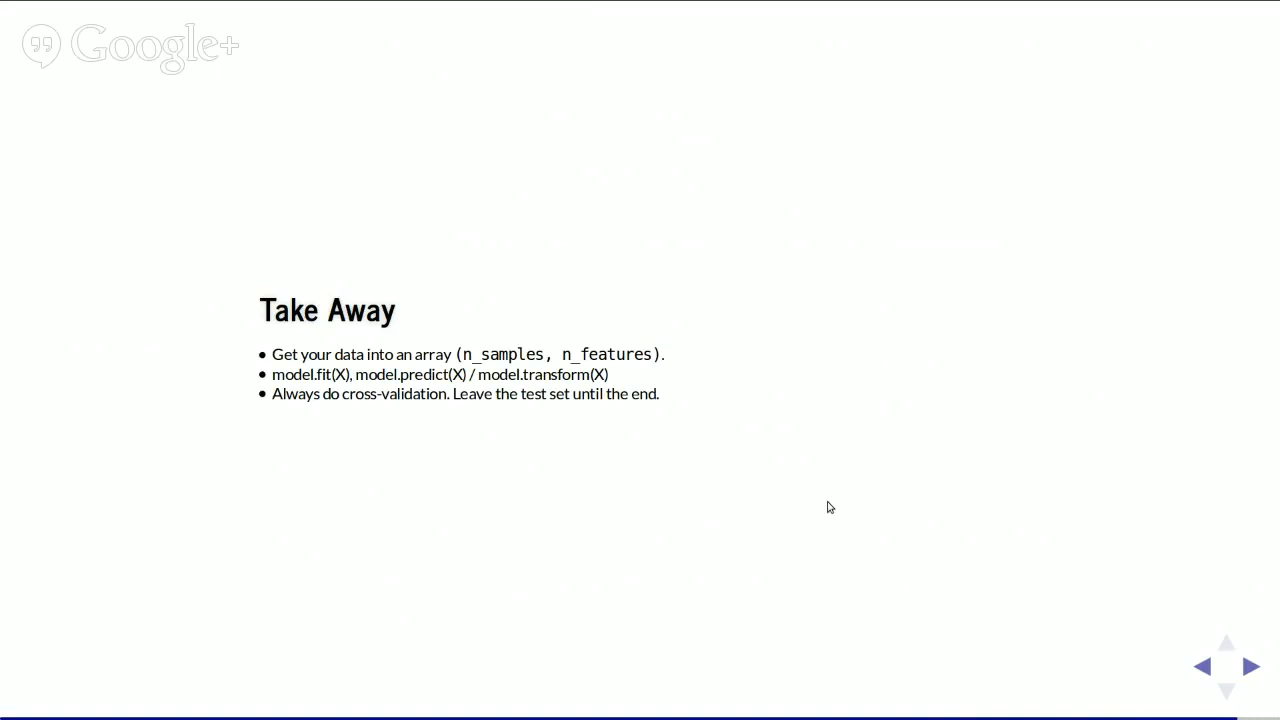 Google+
Take Away
• Get your data into an array (n_samples, n_features).
• model.fit(X), model.predict(X) / model.transform(X)
• Always do cross-validation. Leave the test set until the end.